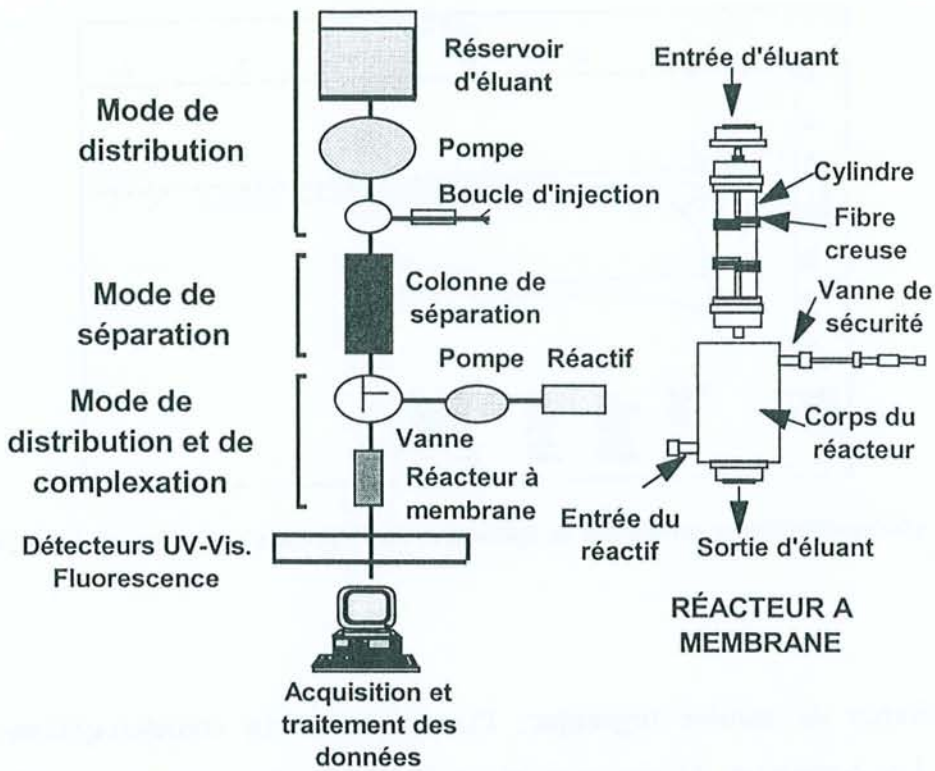 Réservoir
d'éluant
Mode de
distribution
Pompe
Boucle d'injection
Mode de
séparation
Colonne de
séparation
Pompe
Réactif
Mode de
distribution et de
complexation
Vanne
Réacteur à
membrane
Détecteurs UV-Vis.
Fluorescence
Acquisition et
traitement des
données
Entrée d'éluant
Cylindre
Fibre
creuse
Vanne de
sécurité
Corps du
réacteur
Entrée du
réactif
Sortie d'éluant
RÉACTEUR A
MEMBRANE